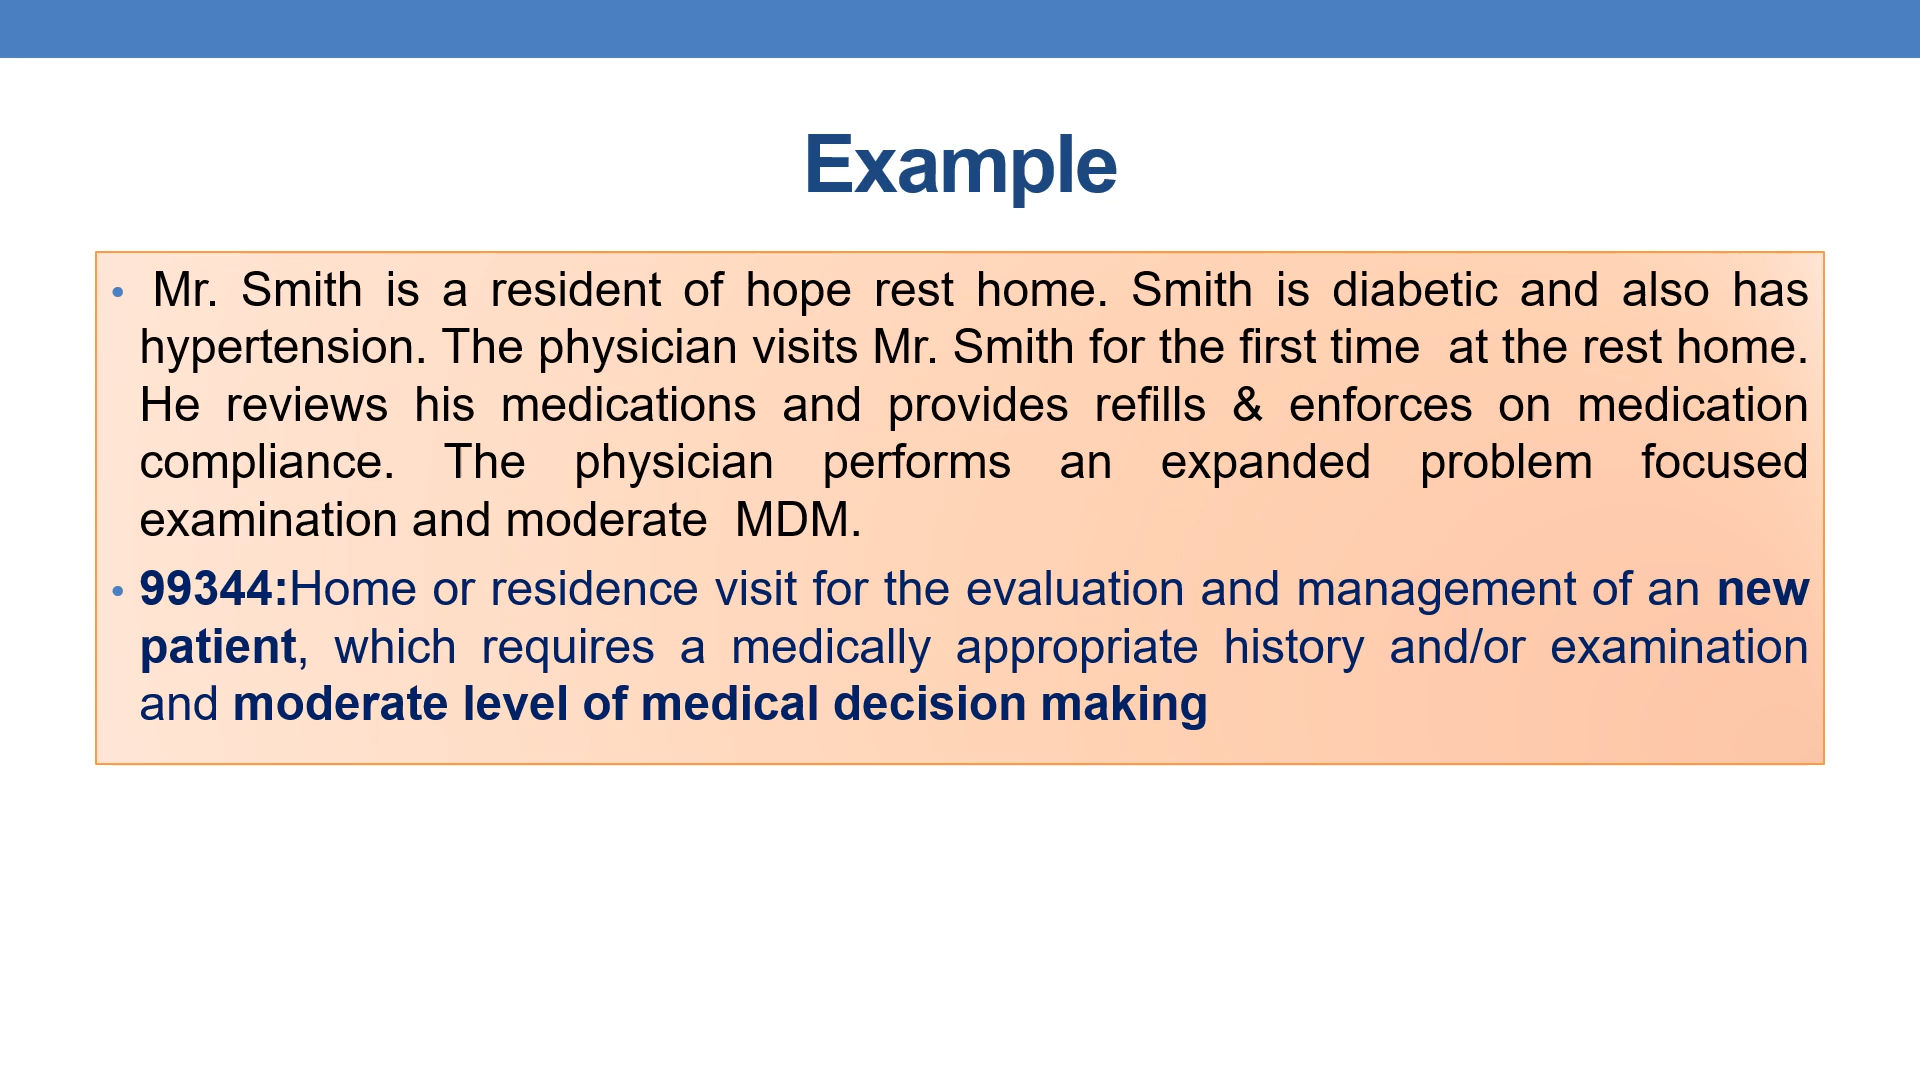 Example
• Mr. Smith is a resident of hope rest home. Smith is diabetic and also has
hypertension. The physician visits Mr. Smith for the first time  at the rest home.
He reviews his medications and provides refills & enforces on medication
compliance. The physician performs an expanded problem focused
examination and moderate  MDM.
• 99344:Home or residence visit for the evaluation and management of an new
patient, which requires a medically appropriate history and/or examination
and moderate level of medical decision making